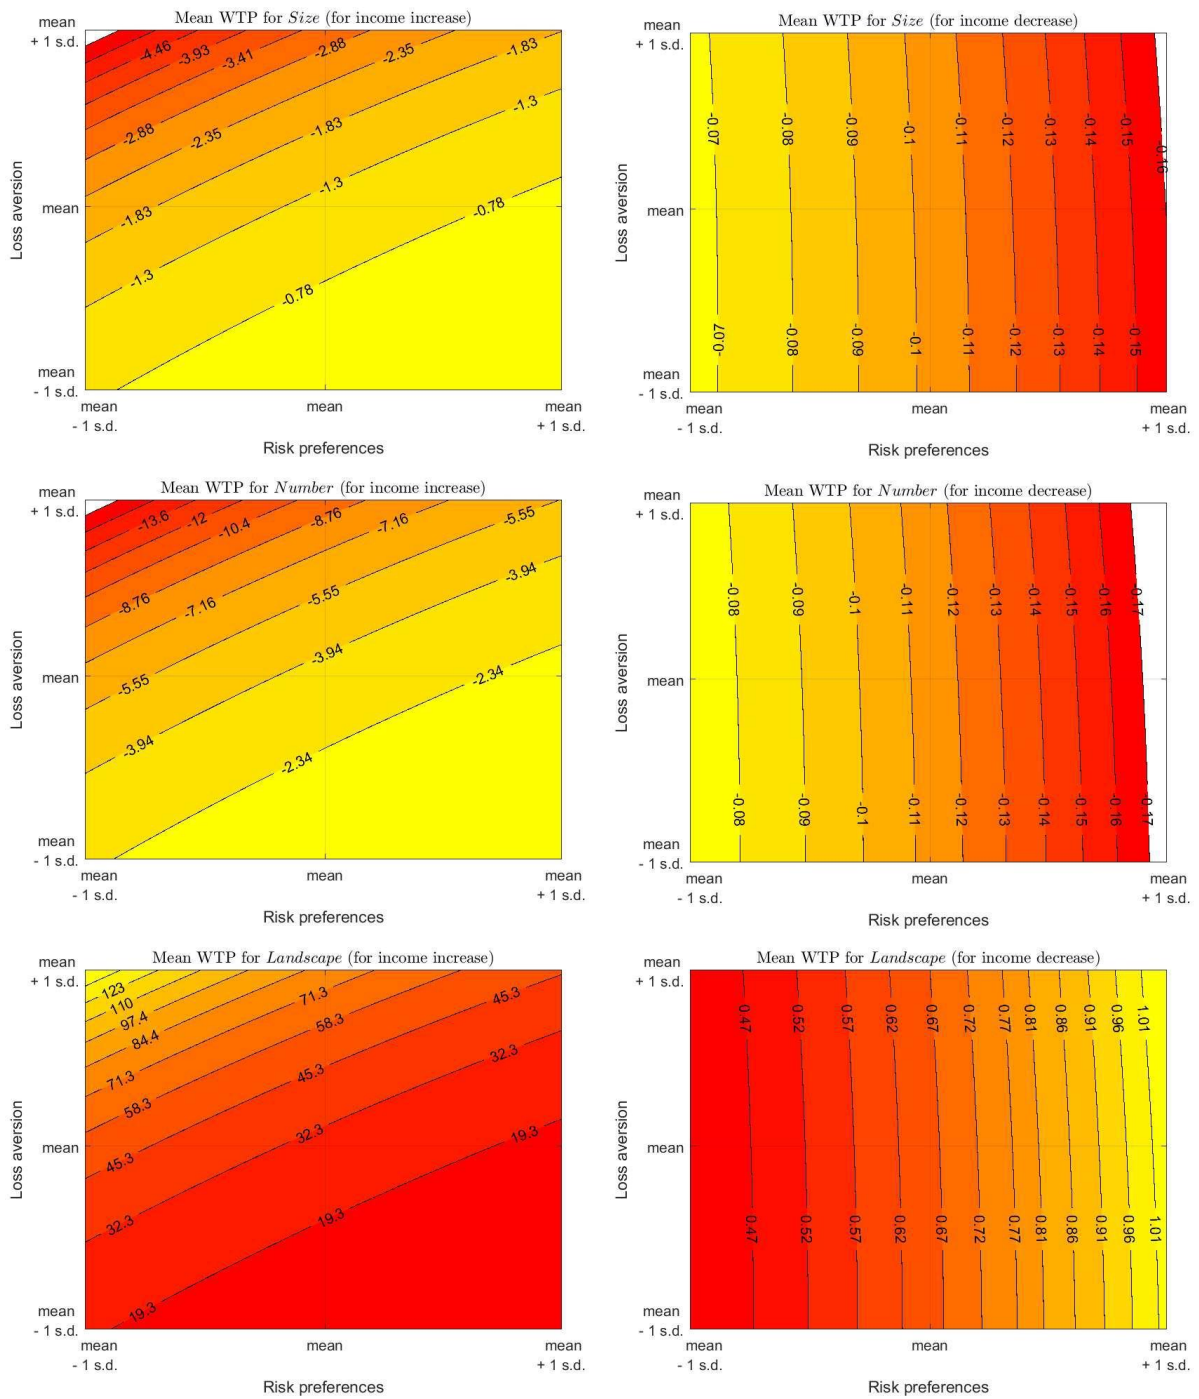 Mean WTP for Size (for income increase)
mean
+ 1 s.d.
-4.46
-3.93
-3.41
-2.88
-2.35
-1.83
-2.88
-2.35
-1.83
-1.3
-1.83
-1.3
-0.78
-1.3
-0.78
Loss aversion
mean
mean
- 1 s.d.
mean
- 1 s.d.
mean
mean
+ 1 s.d.
Risk preferences
Mean WTP for Size (for income decrease)
mean
+ 1 s.d.
-0.07
-0.08
-0.09
-0.1
-0.11
-0.12
-0.13
-0.14
-0.15
-0.16
Loss aversion
mean
-0.07
-0.08
-0.09
-0.1
-0.11
-0.12
-0.13
-0.14
-0.15
mean
- 1 s.d.
mean
- 1 s.d.
mean
mean
+ 1 s.d.
Risk preferences
Mean WTP for Number (for income increase)
mean
+ 1 s.d.
-13.6
-12
-10.4
-8.76
-7.16
-5.55
-8.76
-7.16
-5.55
-3.94
-5.55
-3.94
-2.34
-3.94
-2.34
Loss aversion
mean
mean
- 1 s.d.
mean
- 1 s.d.
mean
mean
+ 1 s.d.
Risk preferences
Mean WTP for Number (for income decrease)
mean
+ 1 s.d.
-0.08
-0.09
-0.1
-0.11
-0.12
-0.13
-0.14
-0.15
-0.16
-0.17
Loss aversion
mean
-0.08
-0.09
-0.1
-0.11
-0.12
-0.13
-0.14
-0.15
-0.16
-0.17
mean
- 1 s.d.
mean
- 1 s.d.
mean
mean
+ 1 s.d.
Risk preferences
Mean WTP for Landscape (for income increase)
mean
+ 1 s.d.
123
110
97.4
84.4
71.3
58.3
45.3
32.3
71.3
58.3
45.3
32.3
19.3
45.3
32.3
19.3
19.3
Loss aversion
mean
mean
- 1 s.d.
mean
- 1 s.d.
mean
mean
+ 1 s.d.
Risk preferences
Mean WTP for Landscape (for income decrease)
mean
+ 1 s.d.
0.47
0.52
0.57
0.62
0.67
0.72
0.77
0.81
0.86
0.91
0.96
1.01
Loss aversion
mean
0.47
0.52
0.57
0.62
0.67
0.72
0.77
0.81
0.86
0.91
0.96
1.01
mean
- 1 s.d.
mean
- 1 s.d.
mean
mean
+ 1 s.d.
Risk preferences